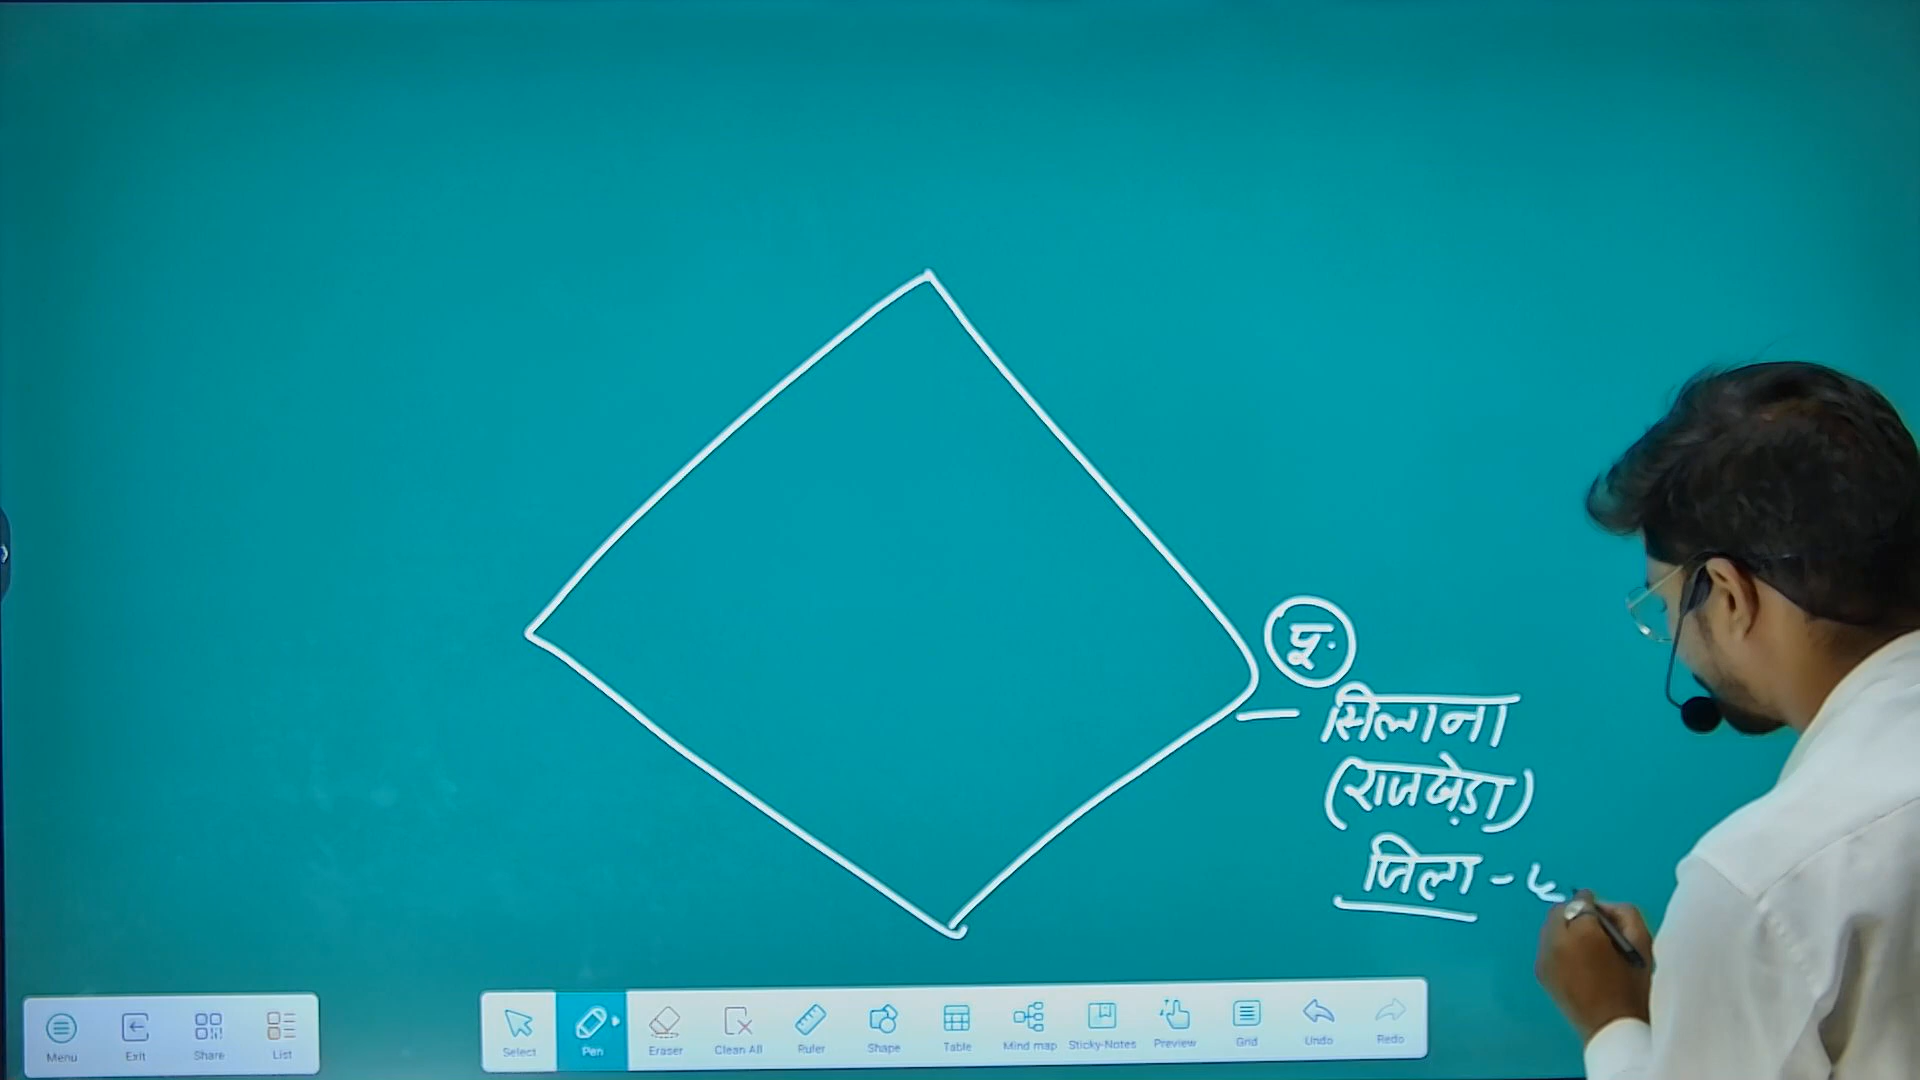 पू.
— सिलाना
(राजखेड़ा)
जिला -
Menu Exit Share List
Select Pen Eraser Clean All Ruler Shape Table Mind map Sticky-Notes Preview Grid Undo Redo